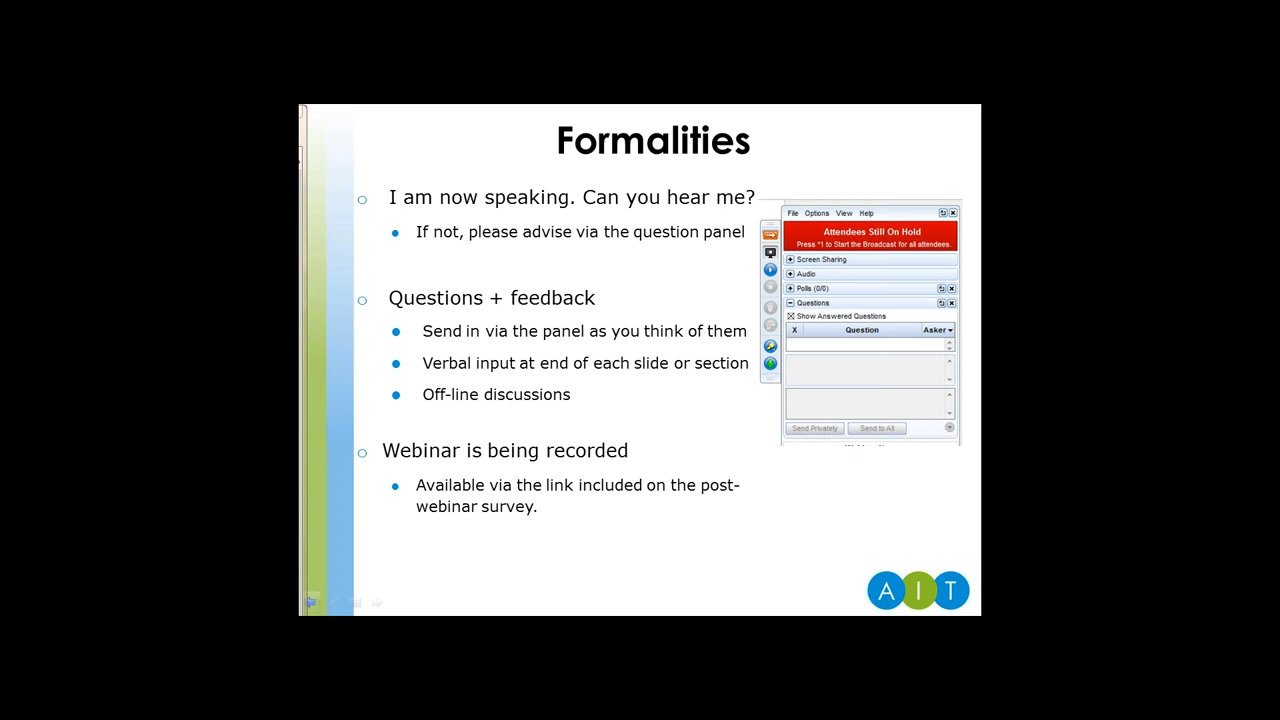 Formalities
I am now speaking. Can you hear me?
If not, please advise via the question panel
Questions + feedback
Send in via the panel as you think of them
Verbal input at end of each slide or section
Off-line discussions
Webinar is being recorded
Available via the link included on the post-
webinar survey.
File Options View Help
Attendees Still On Hold
Press *1 to Start the Broadcast for all attendees.
Screen Sharing
Audio
Polls (0/0)
Questions
Show Answered Questions
X Question Asker
Send Privately Send to All
A I T